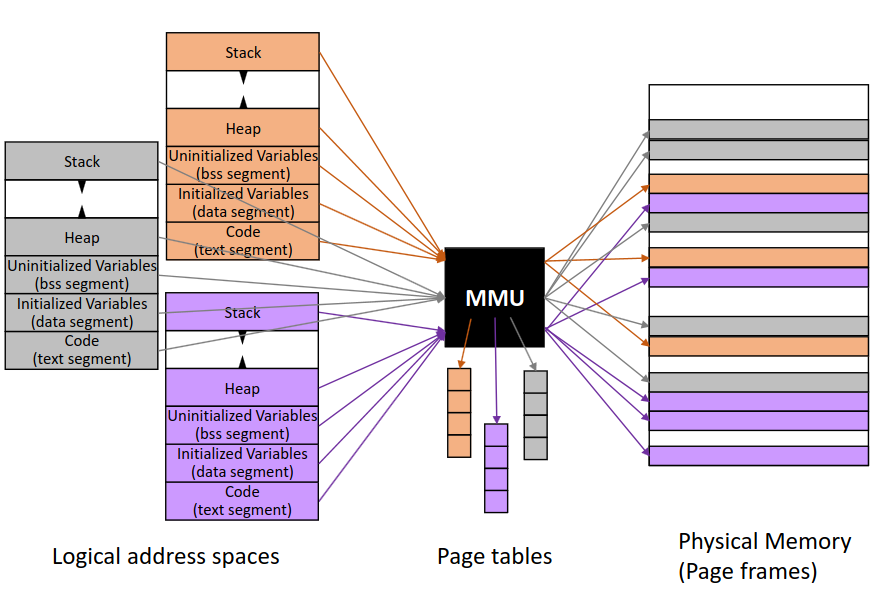 Stack
Heap
Uninitialized Variables
(bss segment)
Initialized Variables
(data segment)
Code
(text segment)
Stack
Heap
Uninitialized Variables
(bss segment)
Initialized Variables
(data segment)
Code
(text segment)
Stack
Heap
Uninitialized Variables
(bss segment)
Initialized Variables
(data segment)
Code
(text segment)
MMU
Logical address spaces
Page tables
Physical Memory
(Page frames)